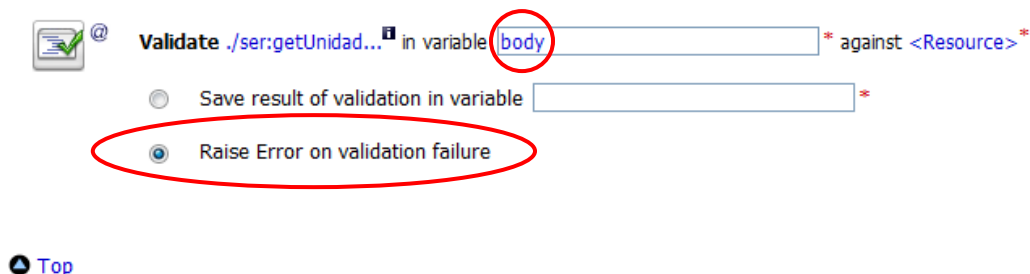 @ Validate ./ser:getUnidad... in variable body * against <Resource>*
Save result of validation in variable *
Raise Error on validation failure
Top